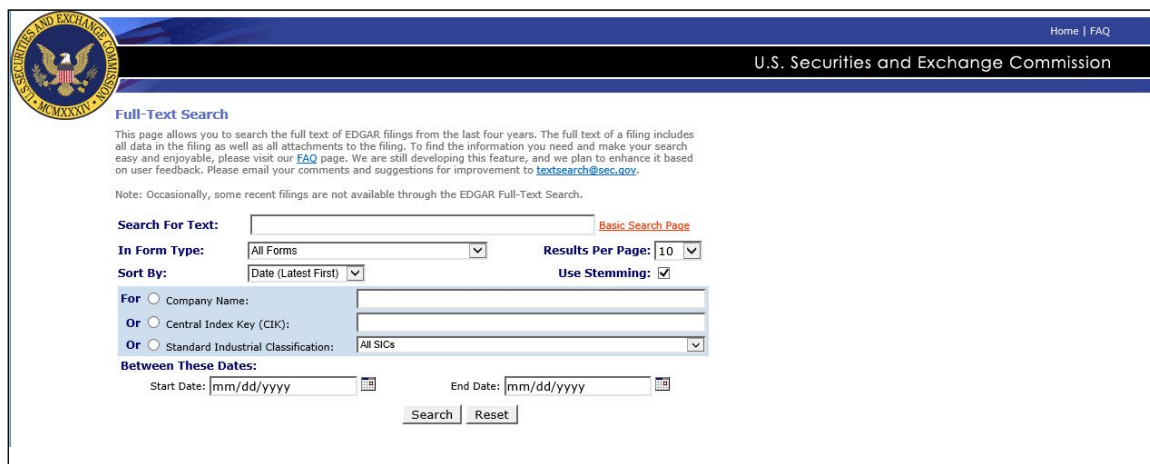 U.S. SECURITIES AND EXCHANGE COMMISSION
MCMXXXIV
Home | FAQ
U.S. Securities and Exchange Commission
Full-Text Search
This page allows you to search the full text of EDGAR filings from the last four years. The full text of a filing includes
all data in the filing as well as all attachments to the filing. To find the information you need and make your search
easy and enjoyable, please visit our FAQ page. We are still developing this feature, and we plan to enhance it based
on user feedback. Please email your comments and suggestions for improvement to textsearch@sec.gov.
Note: Occasionally, some recent filings are not available through the EDGAR Full-Text Search.
Search For Text: Basic Search Page
In Form Type: All Forms Results Per Page: 10
Sort By: Date (Latest First) Use Stemming:
For Company Name:
Or Central Index Key (CIK):
Or Standard Industrial Classification: All SICs
Between These Dates:
Start Date: mm/dd/yyyy End Date: mm/dd/yyyy
Search Reset